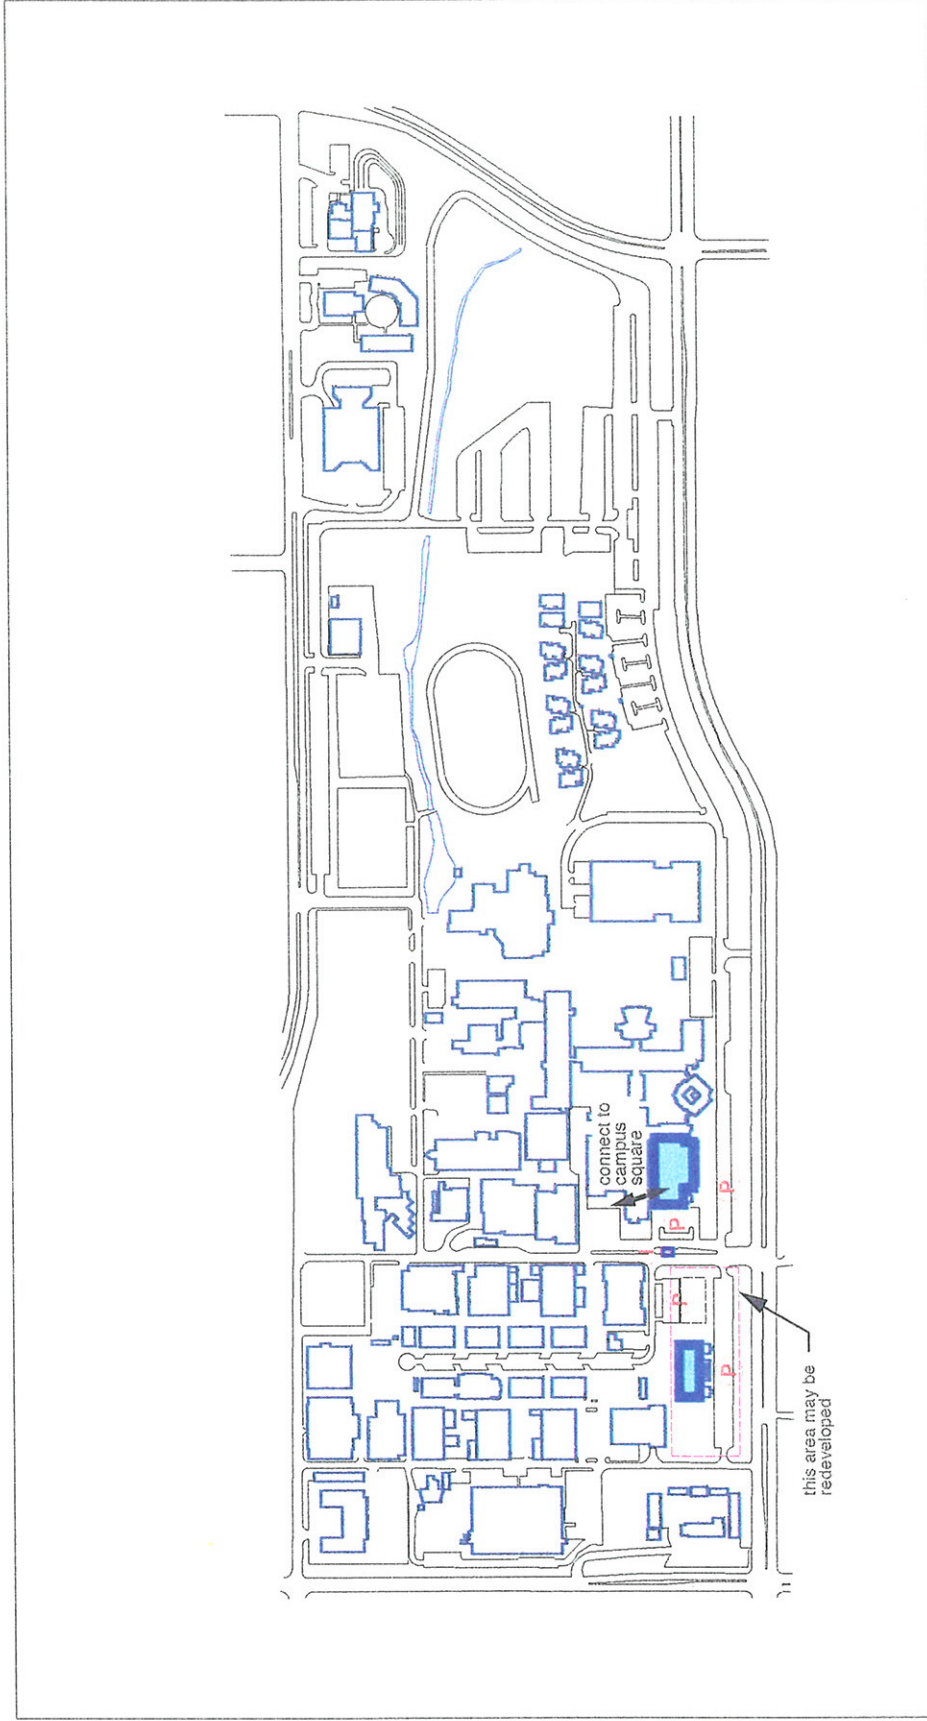 connect to
campus
square
P
P
P
P
this area may be
redeveloped